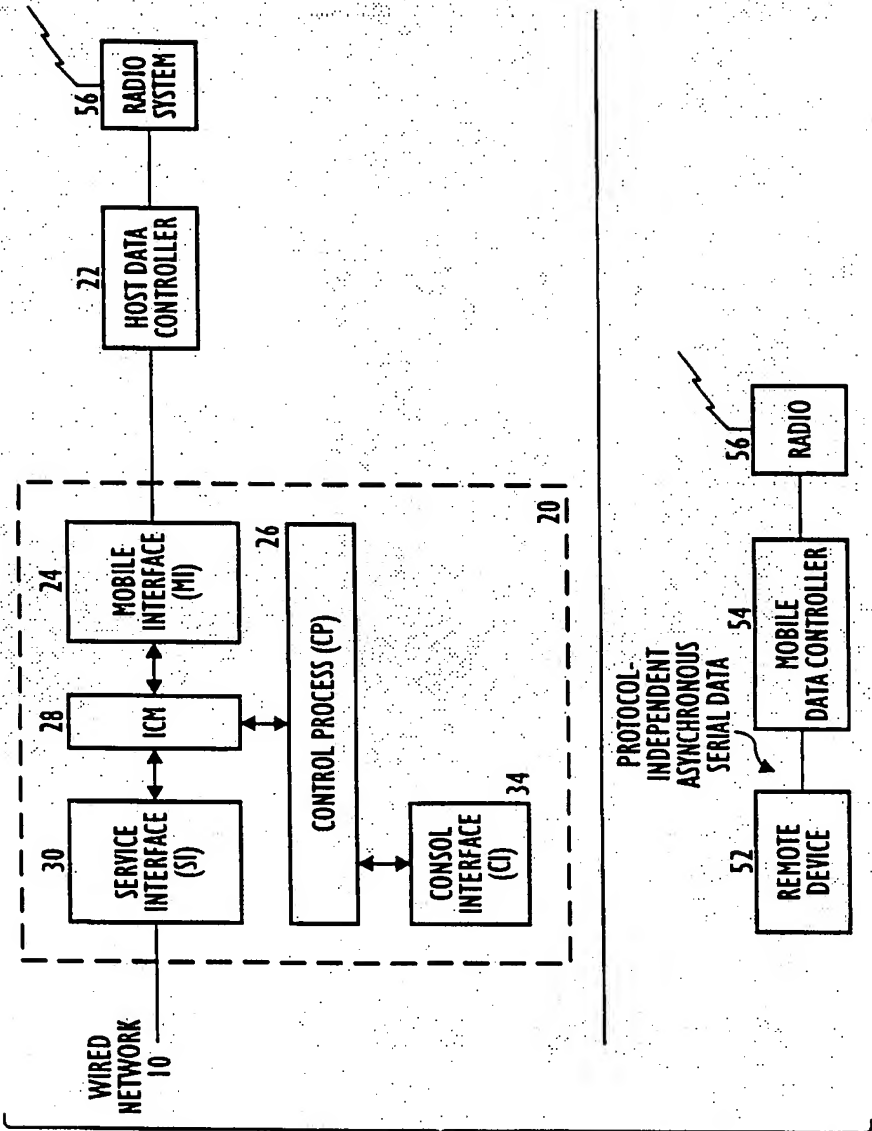 WIRED
NETWORK
10
30
SERVICE
INTERFACE
(SI)
28
ICM
24
MOBILE
INTERFACE
(MI)
22
HOST DATA
CONTROLLER
56
RADIO
SYSTEM
26
CONTROL PROCESS (CP)
34
CONSOL
INTERFACE
(CI)
20
52
REMOTE
DEVICE
PROTOCOL-
INDEPENDENT
ASYNCHRONOUS
SERIAL DATA
54
MOBILE
DATA CONTROLLER
56
RADIO